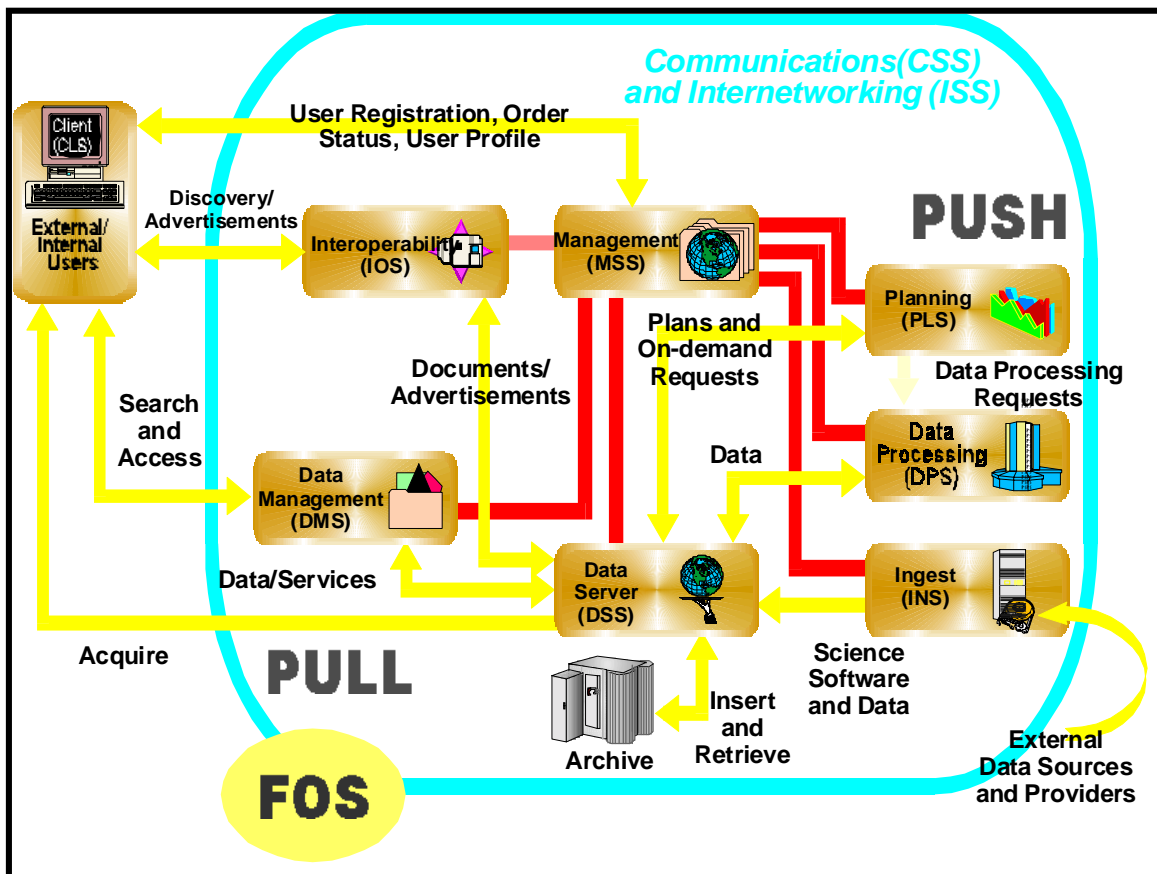 Communications(CSS)
and Internetworking (ISS)
Client
(CLS)
External/
Internal
Users
User Registration, Order
Status, User Profile
Discovery/
Advertisements
Interoperability
(IOS)
Management
(MSS)
PUSH
Planning
(PLS)
Plans and
On-demand
Requests
Documents/
Advertisements
Data Processing
Requests
Search
and
Access
Data
Processing
(DPS)
Data
Data
Management
(DMS)
Data/Services
Data
Server
(DSS)
Ingest
(INS)
Acquire
PULL
Science
Software
and Data
Insert
and
Retrieve
Archive
External
Data Sources
and Providers
FOS